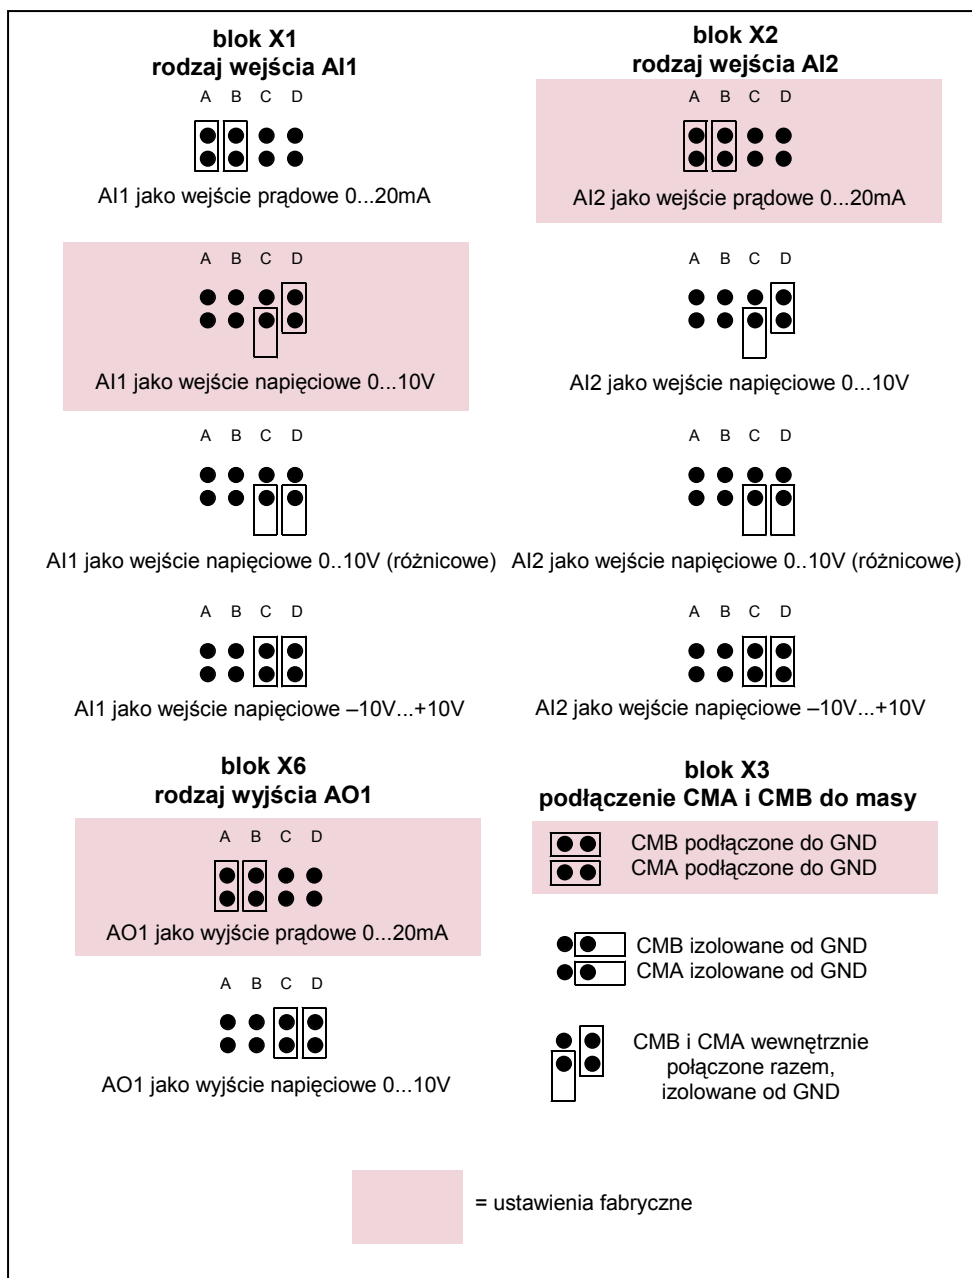 blok X1
rodzaj wejścia AI1
A B C D
AI1 jako wejście prądowe 0...20mA
A B C D
AI1 jako wejście napięciowe 0...10V
A B C D
AI1 jako wejście napięciowe 0..10V (różnicowe)
A B C D
AI1 jako wejście napięciowe –10V...+10V
blok X2
rodzaj wejścia AI2
A B C D
AI2 jako wejście prądowe 0...20mA
A B C D
AI2 jako wejście napięciowe 0...10V
A B C D
AI2 jako wejście napięciowe 0..10V (różnicowe)
A B C D
AI2 jako wejście napięciowe –10V...+10V
blok X6
rodzaj wyjścia AO1
A B C D
AO1 jako wyjście prądowe 0...20mA
A B C D
AO1 jako wyjście napięciowe 0...10V
blok X3
podłączenie CMA i CMB do masy
CMB podłączone do GND
CMA podłączone do GND
CMB izolowane od GND
CMA izolowane od GND
CMB i CMA wewnętrznie
połączone razem,
izolowane od GND
= ustawienia fabryczne